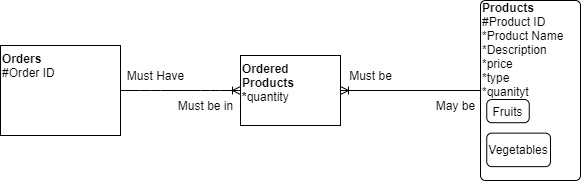 Orders
#Order ID
Must Have
Must be in
Ordered
Products
*quantity
Must be
May be
Products
#Product ID
*Product Name
*Description
*price
*type
*quanityt
Fruits
Vegetables